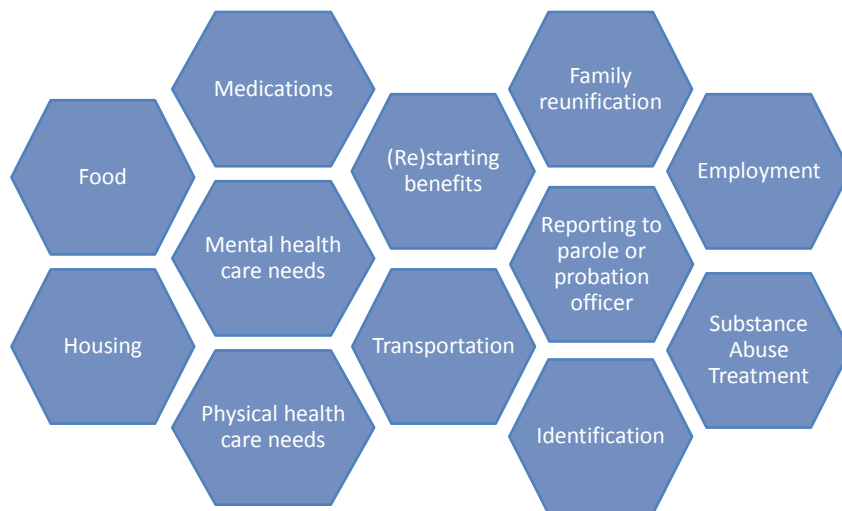 Medications
Family
reunification
Food
(Re)starting
benefits
Employment
Mental health
care needs
Reporting to
parole or
probation
officer
Housing
Transportation
Substance
Abuse
Treatment
Physical health
care needs
Identification